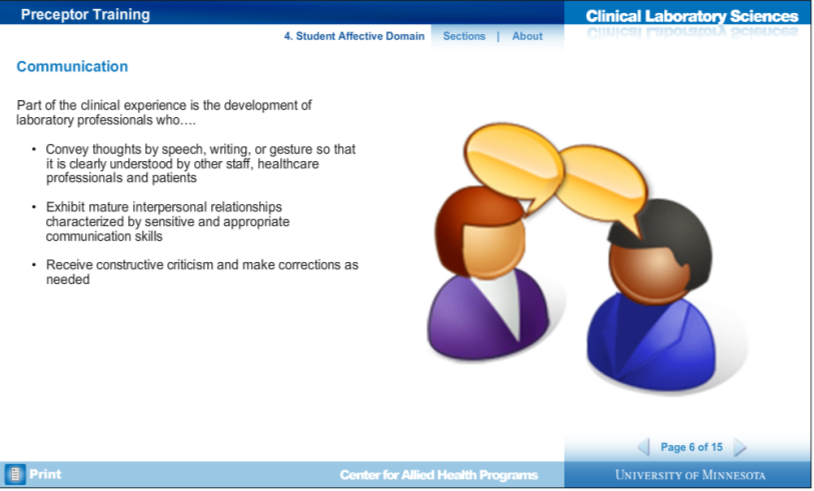 Preceptor Training
Clinical Laboratory Sciences
4. Student Affective Domain Sections | About
Communication
Part of the clinical experience is the development of
laboratory professionals who….
• Convey thoughts by speech, writing, or gesture so that
it is clearly understood by other staff, healthcare
professionals and patients
• Exhibit mature interpersonal relationships
characterized by sensitive and appropriate
communication skills
• Receive constructive criticism and make corrections as
needed
Page 6 of 15
Print
Center for Allied Health Programs
UNIVERSITY OF MINNESOTA